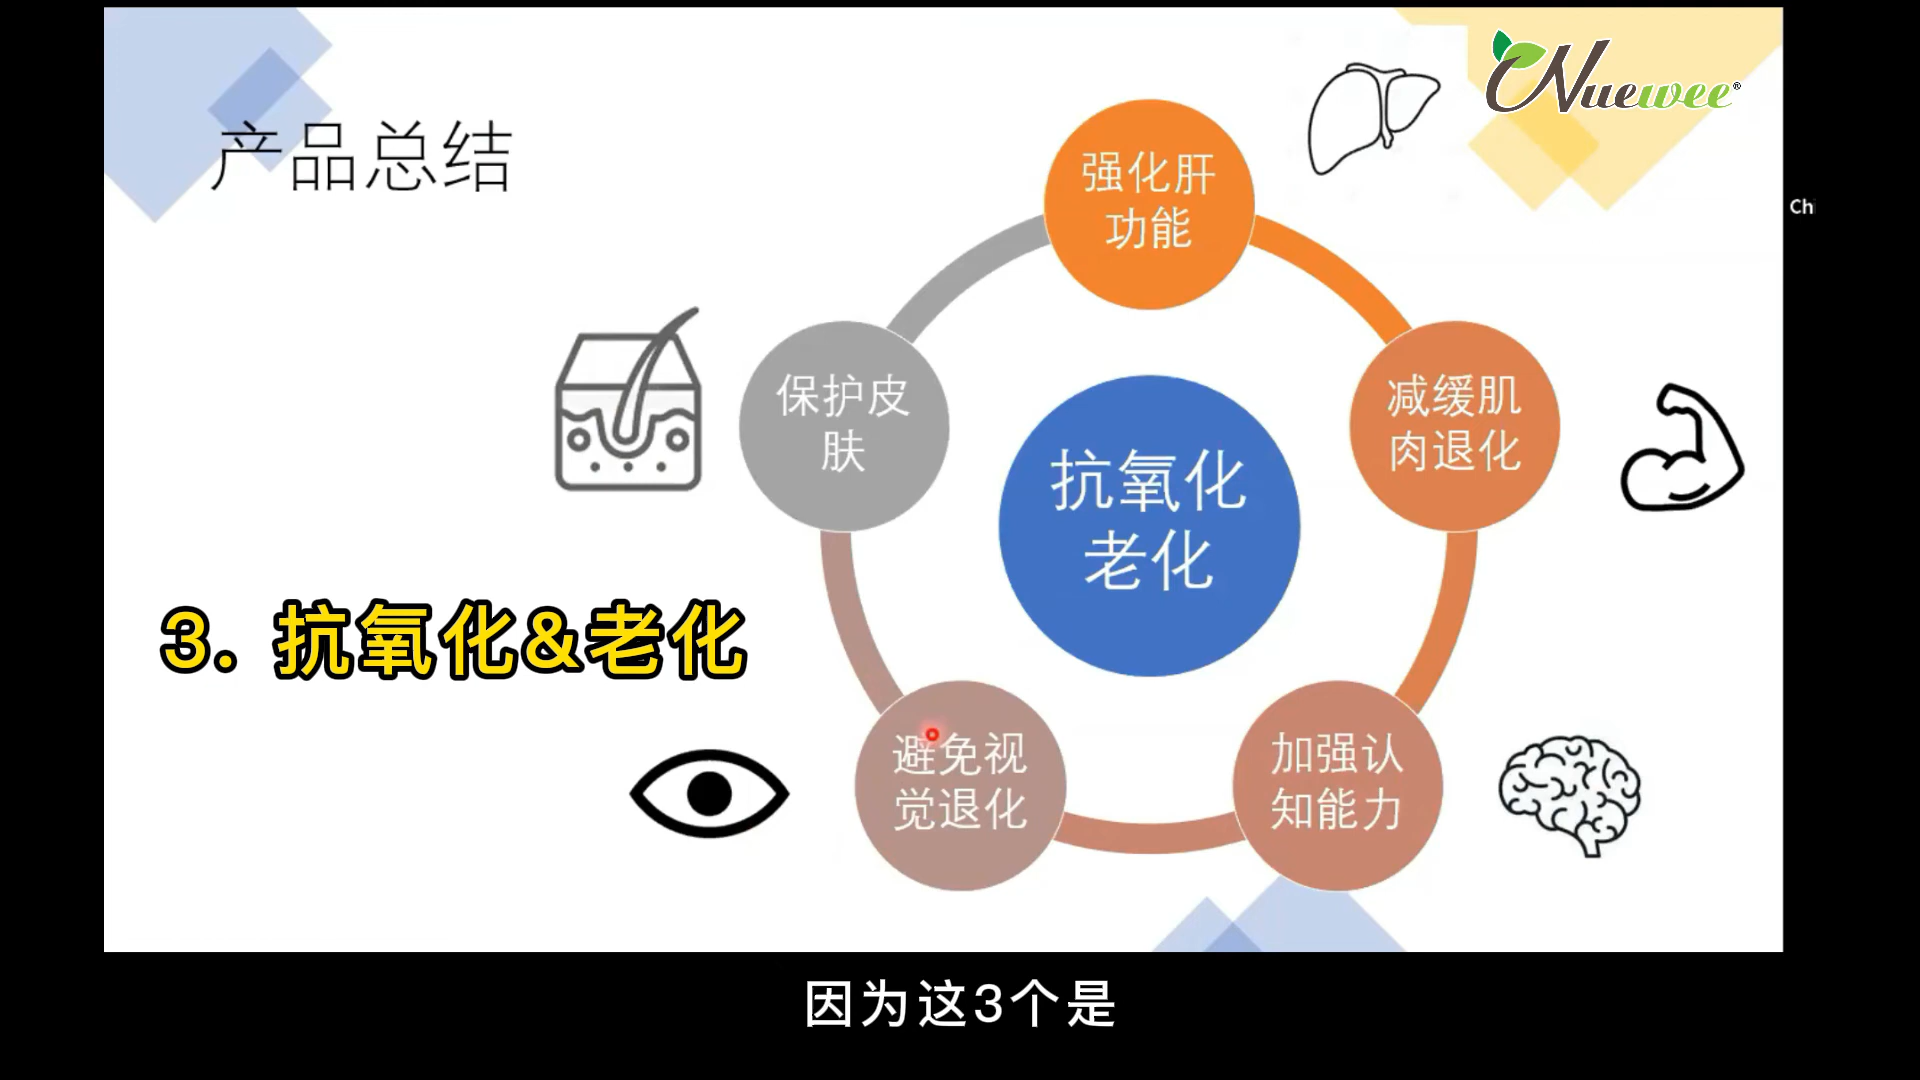 产品总结
Nuewee®
Ch
强化肝
功能
保护皮
肤
减缓肌
肉退化
抗氧化
老化
3. 抗氧化&老化
避免视
觉退化
加强认
知能力
因为这3个是